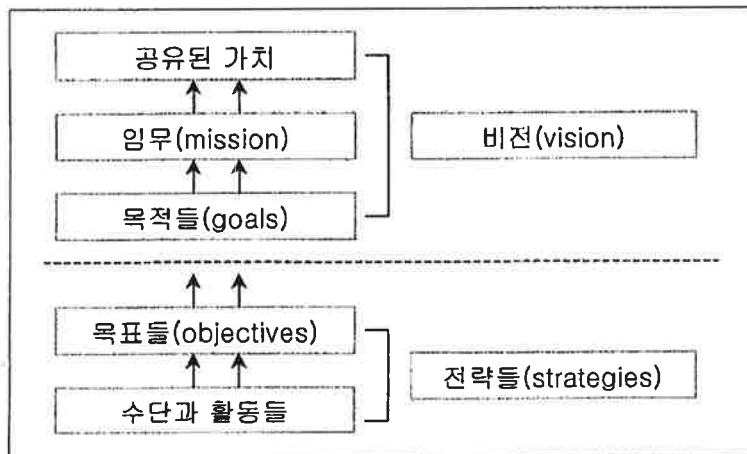 공유된 가치
임무(mission)
비전(vision)
목적들(goals)
목표들(objectives)
전략들(strategies)
수단과 활동들